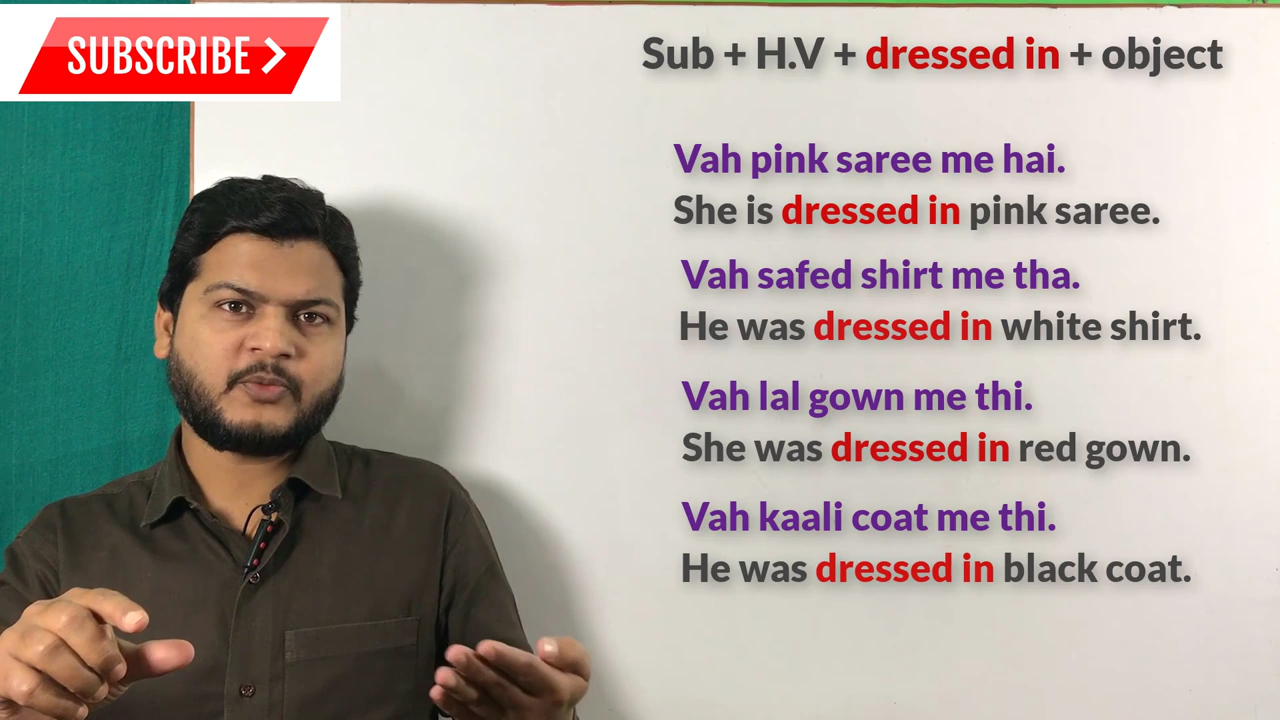 SUBSCRIBE
Sub + H.V + dressed in + object
Vah pink saree me hai.
She is dressed in pink saree.
Vah safed shirt me tha.
He was dressed in white shirt.
Vah lal gown me thi.
She was dressed in red gown.
Vah kaali coat me thi.
He was dressed in black coat.